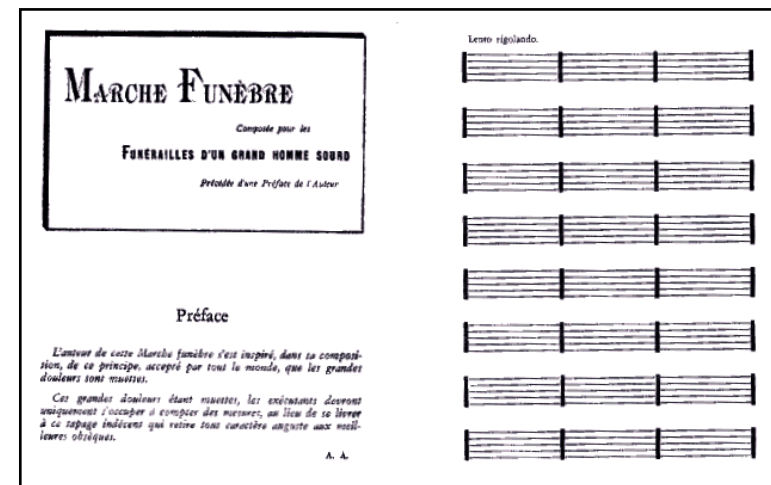 MARCHE FUNÈBRE
Composée pour les
FUNÉRAILLES D'UN GRAND HOMME SOURD
Précédée d'une Préface de l'Auteur
Préface
L'auteur de cette Marche funèbre s'est inspiré, dans sa composi-
sion, de ce principe, accepré par tous le monde, que les grandes
douleurs sont muettes.
Ces grandes douleurs étant muettes, les exécutants devront
uniquement s'occuper à compter des mesures, au lieu de se livrer
à ce tapage indécent qui retire tout caractère auguste aux meil-
leures obsèques.
A. A.
Lento rigolando.